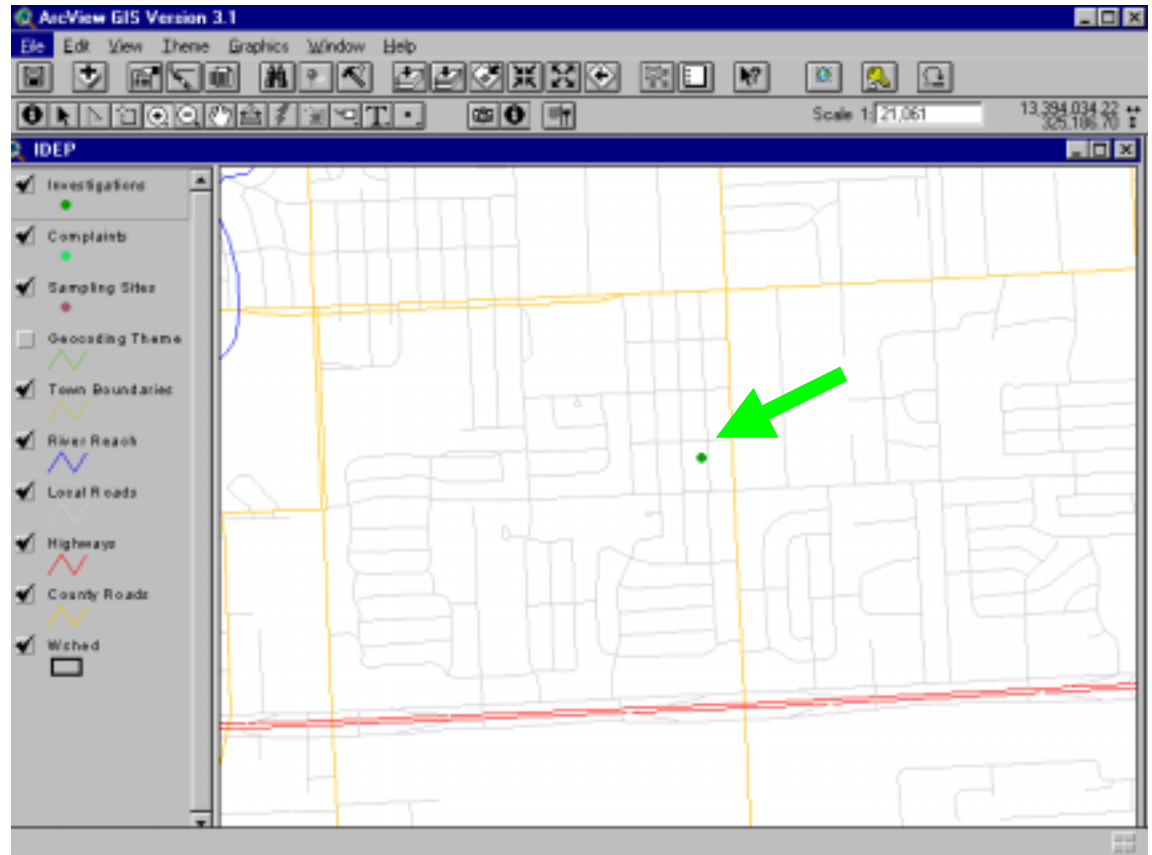 ArcView GIS Version 3.1
File Edit View Theme Graphics Window Help
Scale 1: 21,061
13,394,034.22
325,186.70
IDEP
Investigations
Complaints
Sampling Sites
Geocoding Theme
Town Boundaries
River Reach
Local Roads
Highways
County Roads
Wshed